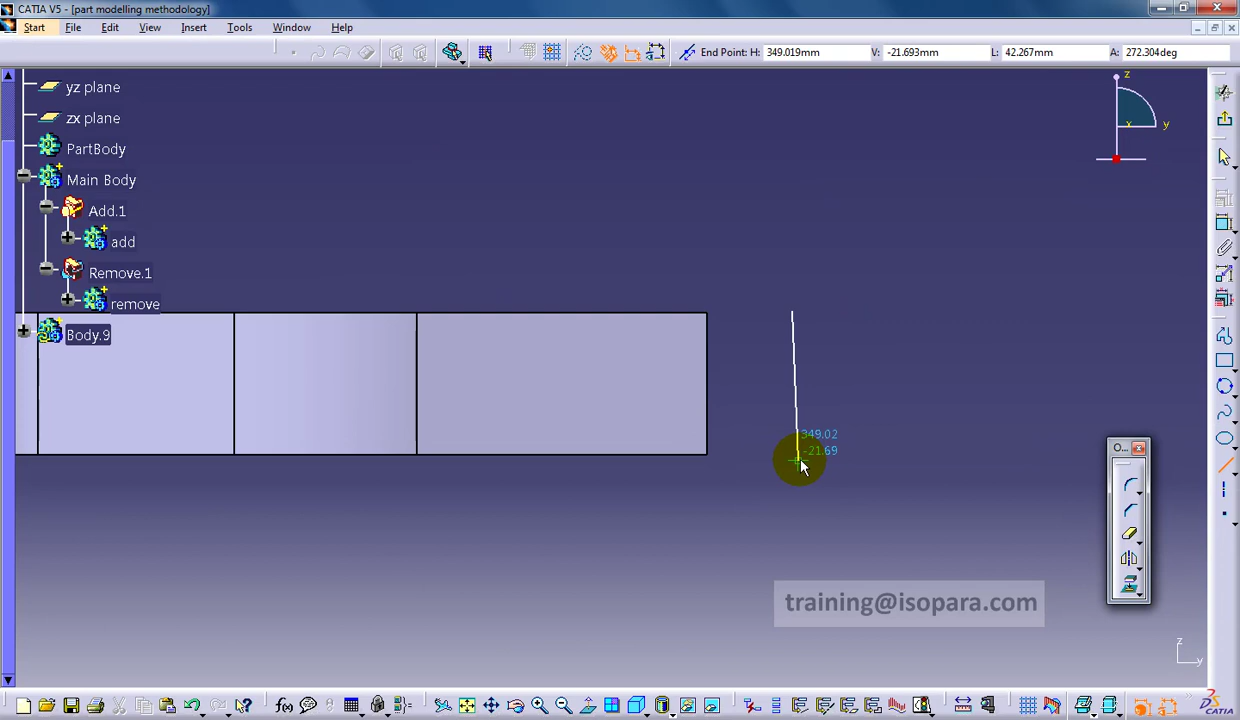 CATIA V5 - [part modelling methodology]
Start File Edit View Insert Tools Window Help
End Point: H: 349.019mm V: -21.693mm L: 42.267mm A: 272.304deg
yz plane
zx plane
PartBody
Main Body
Add.1
add
Remove.1
remove
Body.9
z
x y
349.02
-21.69
O...
training@isopara.com
z
y
f(x)
CATIA